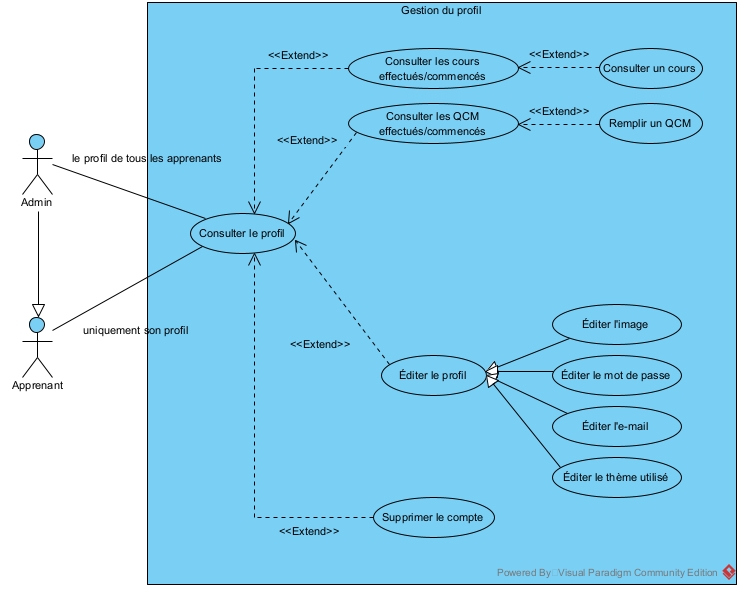 Gestion du profil
<<Extend>>
Consulter les cours
effectués/commencés
<<Extend>>
Consulter un cours
<<Extend>>
Consulter les QCM
effectués/commencés
<<Extend>>
Remplir un QCM
le profil de tous les apprenants
Admin
Consulter le profil
uniquement son profil
Apprenant
<<Extend>>
Éditer le profil
Éditer l'image
Éditer le mot de passe
Éditer l'e-mail
Éditer le thème utilisé
Supprimer le compte
<<Extend>>
Powered By Visual Paradigm Community Edition